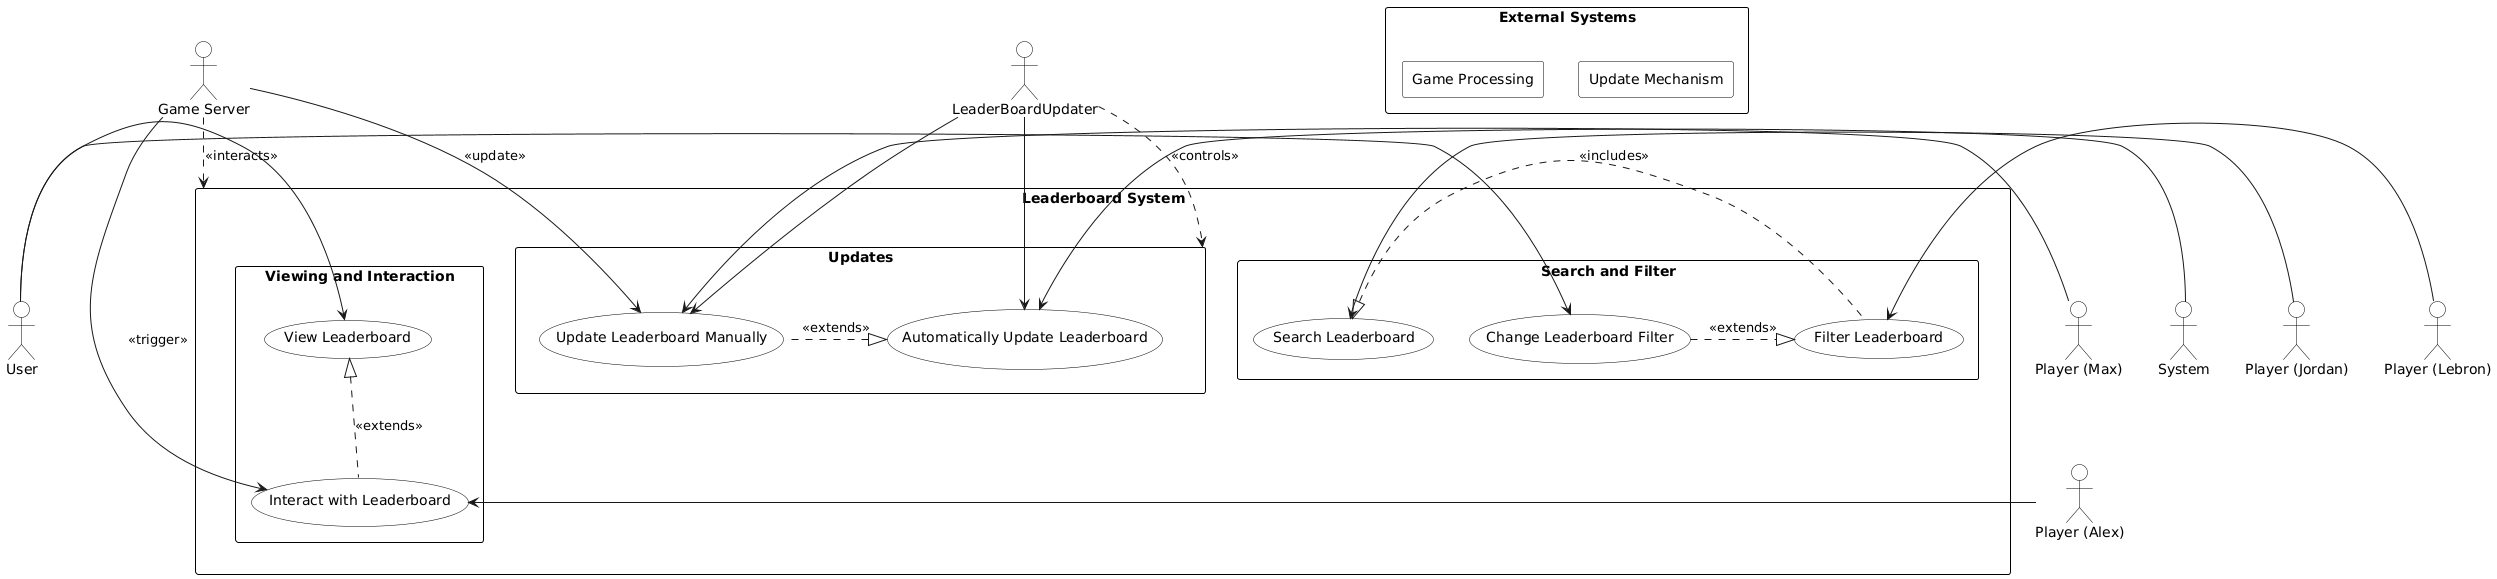 External Systems
Game Processing
Update Mechanism
Game Server
LeaderBoardUpdater
«interacts»
«update»
«controls»
«includes»
Leaderboard System
Updates
Search and Filter
Viewing and Interaction
«extends»
«extends»
View Leaderboard
Update Leaderboard Manually
Automatically Update Leaderboard
Search Leaderboard
Change Leaderboard Filter
Filter Leaderboard
«trigger»
User
Player (Max)
System
Player (Jordan)
Player (Lebron)
«extends»
Interact with Leaderboard
Player (Alex)